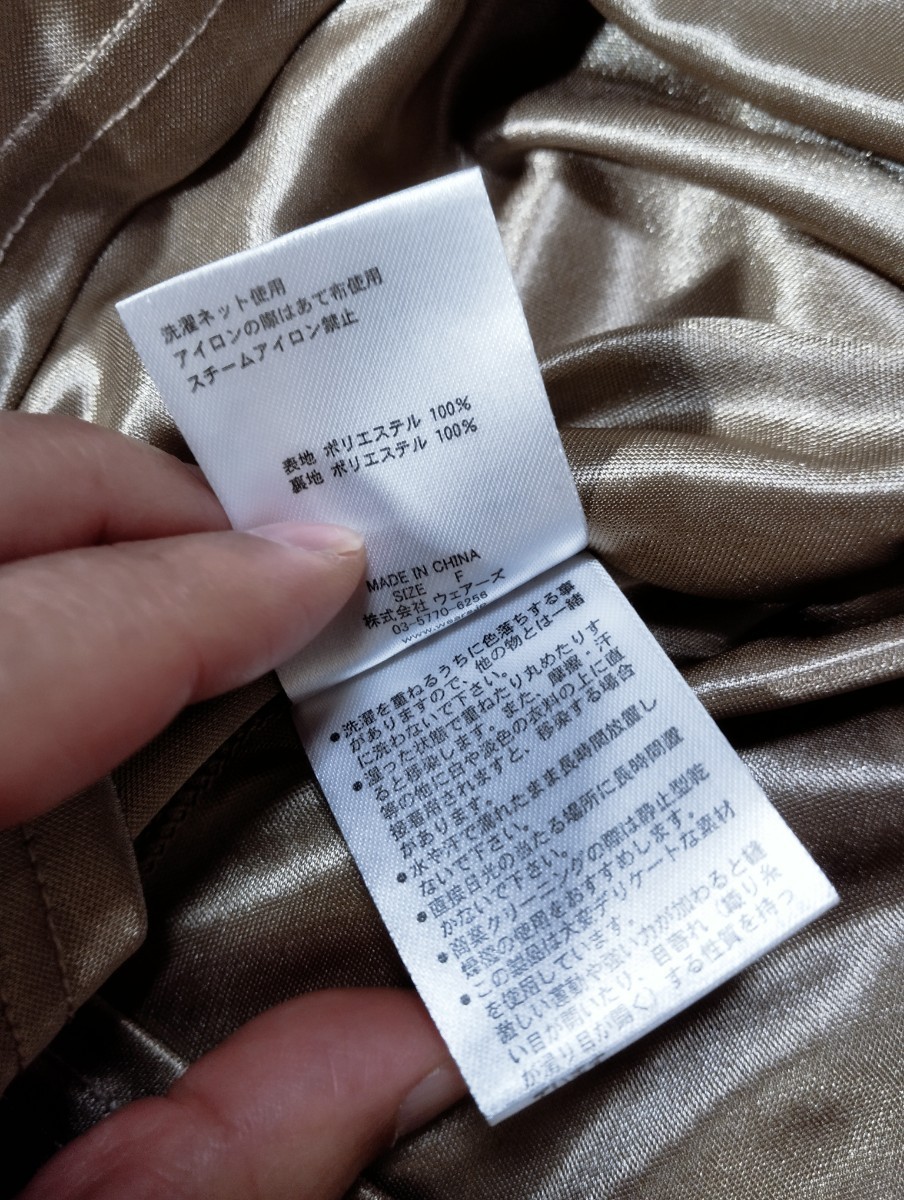 洗濯ネット使用
アイロンの際はあて布使用
スチームアイロン禁止
表地 ポリエステル 100%
裏地 ポリエステル 100%
MADE IN CHINA
SIZE F
株式会社 ウェアーズ
03-5770-6256
●洗濯を重ねるうちに色落ちする事
がありますので、他の物とは一緒
に洗わないで下さい。
●湿った状態で重ねたり丸めたりす
ると移染します。また、摩擦・汗
等の他に白や淡色の衣料の上に直
接着用されますと、移染する場合
があります。
●水や汗で濡れたまま長時間放置し
ないで下さい。
●直接日光の当たる場所に長時間置
かないで下さい。
●商業クリーニングの際は静止型乾
燥機の使用をおすすめします。
●この製品は大変デリケートな素材
を使用しています。
激しい運動や強い力が加わると縫
い目が開いたり、目寄れ(織り糸
が滑り目が開く)する性質を持っ